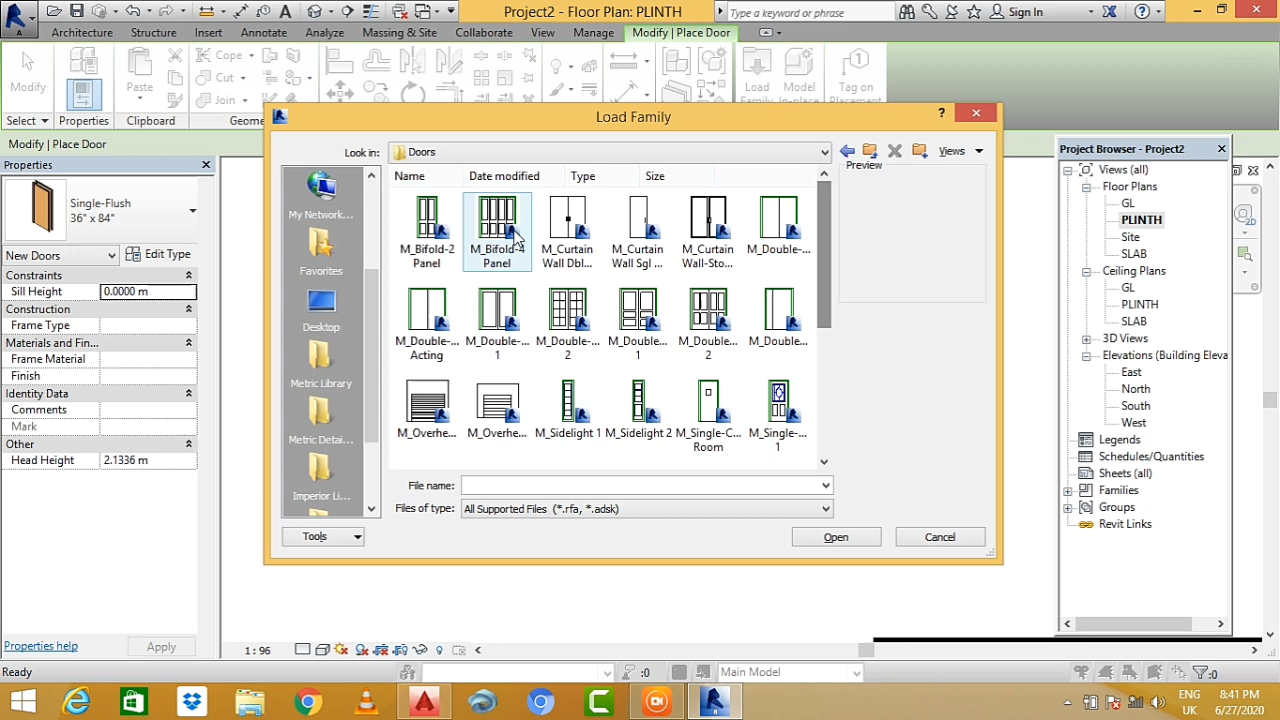 Project2 - Floor Plan: PLINTH
Type a keyword or phrase
Sign In
Architecture Structure Insert Annotate Analyze Massing & Site Collaborate View Manage Modify | Place Door
Modify
Paste
Cope
Cut
Join
Load Family
Model In-place
Tag on Placement
Select Properties Clipboard Geome
Modify | Place Door
Properties
Single-Flush
36" x 84"
New Doors
Edit Type
Constraints
Sill Height 0.0000 m
Construction
Frame Type
Materials and Fin...
Frame Material
Finish
Identity Data
Comments
Mark
Other
Head Height 2.1336 m
Properties help
Apply
Load Family
Look in: Doors
Views
Preview
My Network...
Favorites
Desktop
Metric Library
Metric Detai...
Imperior Li...
Name Date modified Type Size
M_Bifold-2 Panel
M_Bifold-4 Panel
M_Curtain Wall Dbl...
M_Curtain Wall Sgl ...
M_Curtain Wall-Sto...
M_Double-...
M_Double-... Acting
M_Double-... 1
M_Double-... 2
M_Double... 1
M_Double... 2
M_Double...
M_Overhe...
M_Overhe...
M_Sidelight 1
M_Sidelight 2
M_Single-C... Room
M_Single-... 1
File name:
Files of type: All Supported Files (*.rfa, *.adsk)
Tools
Open
Cancel
Project Browser - Project2
Views (all)
Floor Plans
GL
PLINTH
Site
SLAB
Ceiling Plans
GL
PLINTH
SLAB
3D Views
Elevations (Building Eleva
East
North
South
West
Legends
Schedules/Quantities
Sheets (all)
Families
Groups
Revit Links
1 : 96
Ready
:0
Main Model
:0
ENG
UK
8:41 PM
6/27/2020